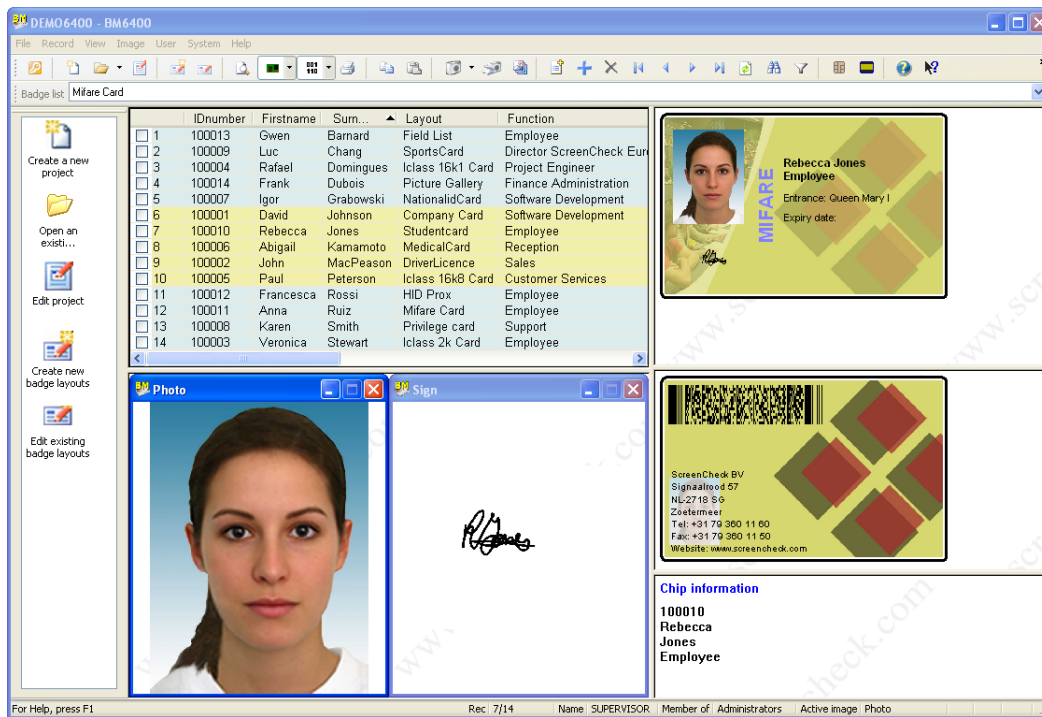 DEMO6400 - BM6400
File Record View Image User System Help
Badge list Mifare Card
Create a new
project
Open an
existi...
Edit project
Create new
badge layouts
Edit existing
badge layouts
IDnumber Firstname Surn... Layout Function
1 100013 Gwen Barnard Field List Employee
2 100009 Luc Chang SportsCard Director ScreenCheck Eur
3 100004 Rafael Domingues Iclass 16k1 Card Project Engineer
4 100014 Frank Dubois Picture Gallery Finance Administration
5 100007 Igor Grabowski NationalidCard Software Development
6 100001 David Johnson Company Card Software Development
7 100010 Rebecca Jones Studentcard Employee
8 100006 Abigail Kamamoto MedicalCard Reception
9 100002 John MacPeason DriverLicence Sales
10 100005 Paul Peterson Iclass 16k8 Card Customer Services
11 100012 Francesca Rossi HID Prox Employee
12 100011 Anna Ruiz Mifare Card Employee
13 100008 Karen Smith Privilege card Support
14 100003 Veronica Stewart Iclass 2k Card Employee
BM Photo
BM Sign
RJones
MIFARE
Rebecca Jones
Employee
Entrance: Queen Mary I
Expiry date:
ScreenCheck BV
Signaalrood 57
NL-2718 SG
Zoetermeer
Tel: +31 79 360 11 60
Fax: +31 79 360 11 50
Website: www.screencheck.com
Chip information
100010
Rebecca
Jones
Employee
For Help, press F1 Rec 7/14 Name SUPERVISOR Member of Administrators Active image Photo